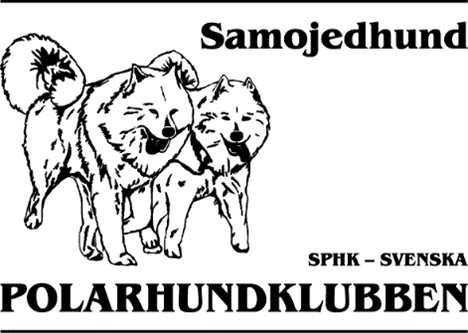 Samojedhund
SPHK – SVENSKA
POLARHUNDKLUBBEN